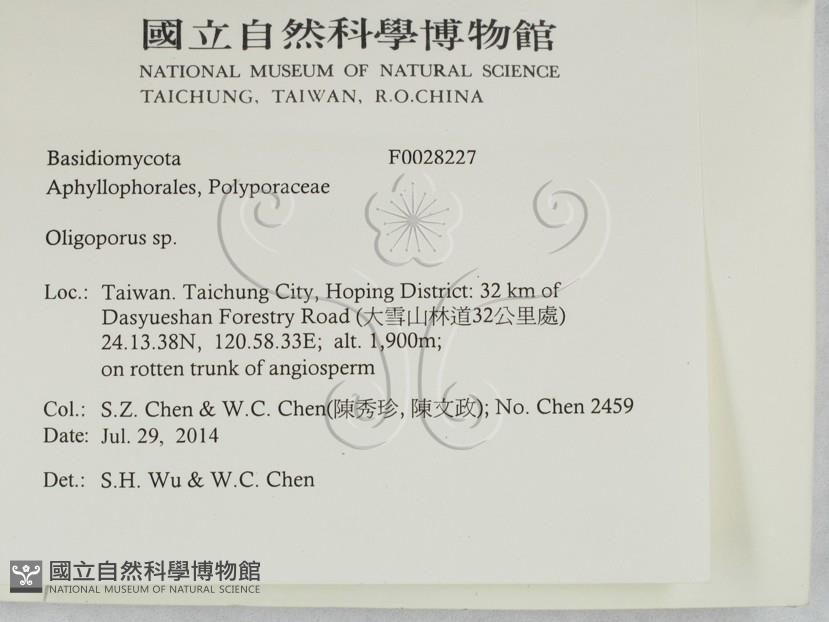 國立自然科學博物館
NATIONAL MUSEUM OF NATURAL SCIENCE
TAICHUNG, TAIWAN, R.O.CHINA
Basidiomycota F0028227
Aphyllophorales, Polyporaceae
Oligoporus sp.
Loc.: Taiwan. Taichung City, Hoping District: 32 km of
Dasyueshan Forestry Road (大雪山林道32公里處)
24.13.38N, 120.58.33E; alt. 1,900m;
on rotten trunk of angiosperm
Col.: S.Z. Chen & W.C. Chen(陳秀珍, 陳文政); No. Chen 2459
Date: Jul. 29, 2014
Det.: S.H. Wu & W.C. Chen
國立自然科學博物館
NATIONAL MUSEUM OF NATURAL SCIENCE